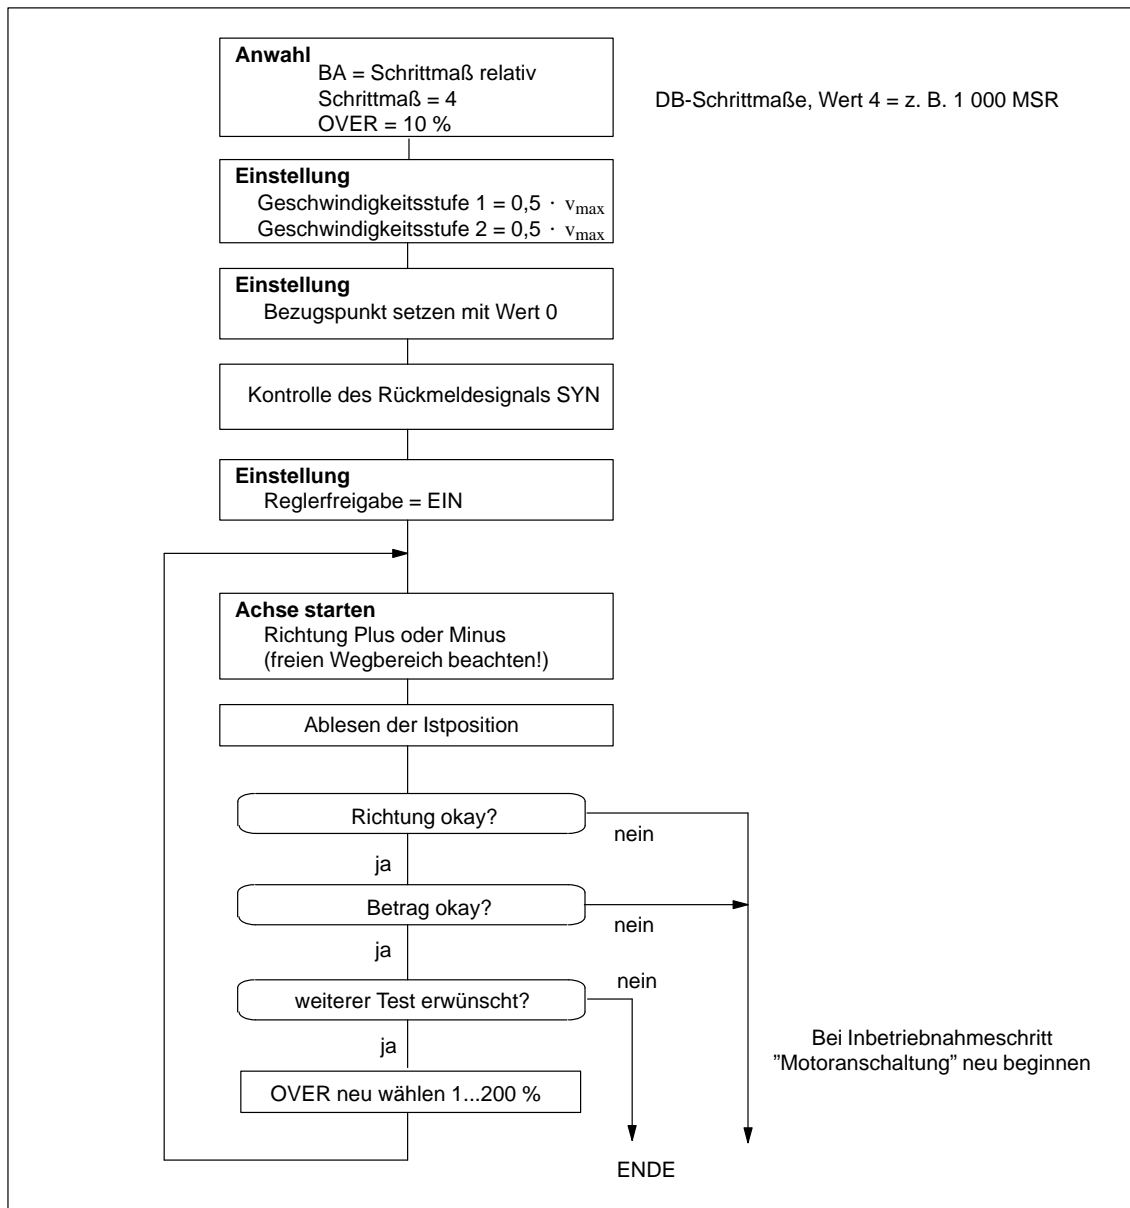 Anwahl
BA = Schrittmaß relativ
Schrittmaß = 4
OVER = 10 %
DB-Schrittmaße, Wert 4 = z. B. 1 000 MSR
Einstellung
Geschwindigkeitsstufe 1 = 0,5 · vmax
Geschwindigkeitsstufe 2 = 0,5 · vmax
Einstellung
Bezugspunkt setzen mit Wert 0
Kontrolle des Rückmeldesignals SYN
Einstellung
Reglerfreigabe = EIN
Achse starten
Richtung Plus oder Minus
(freien Wegbereich beachten!)
Ablesen der Istposition
Richtung okay?
nein
ja
Betrag okay?
nein
ja
weiterer Test erwünscht?
nein
ja
OVER neu wählen 1...200 %
Bei Inbetriebnahmeschritt
”Motoranschaltung” neu beginnen
ENDE